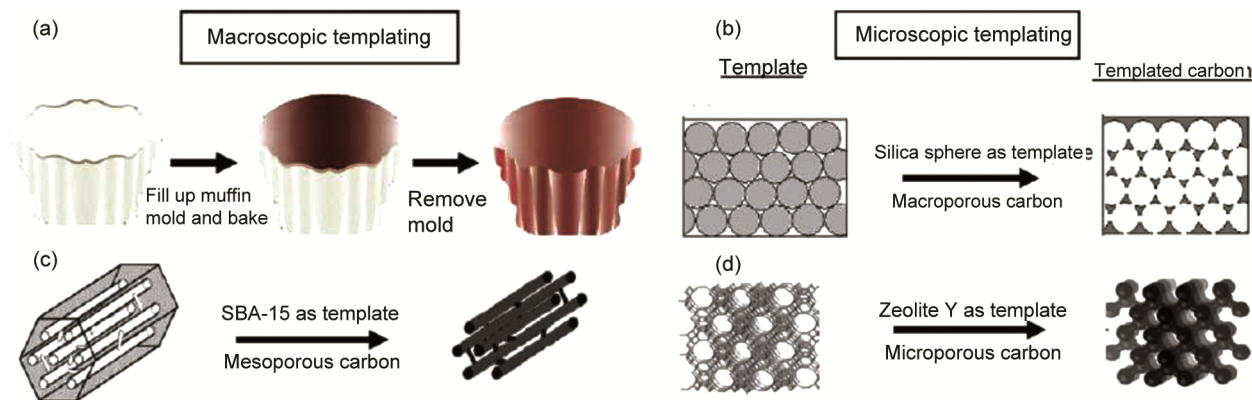 (a)
Macroscopic templating
Fill up muffin
mold and bake
Remove
mold
(b)
Microscopic templating
Template
Templated carbon
Silica sphere as template
Macroporous carbon
(c)
SBA-15 as template
Mesoporous carbon
(d)
Zeolite Y as template
Microporous carbon